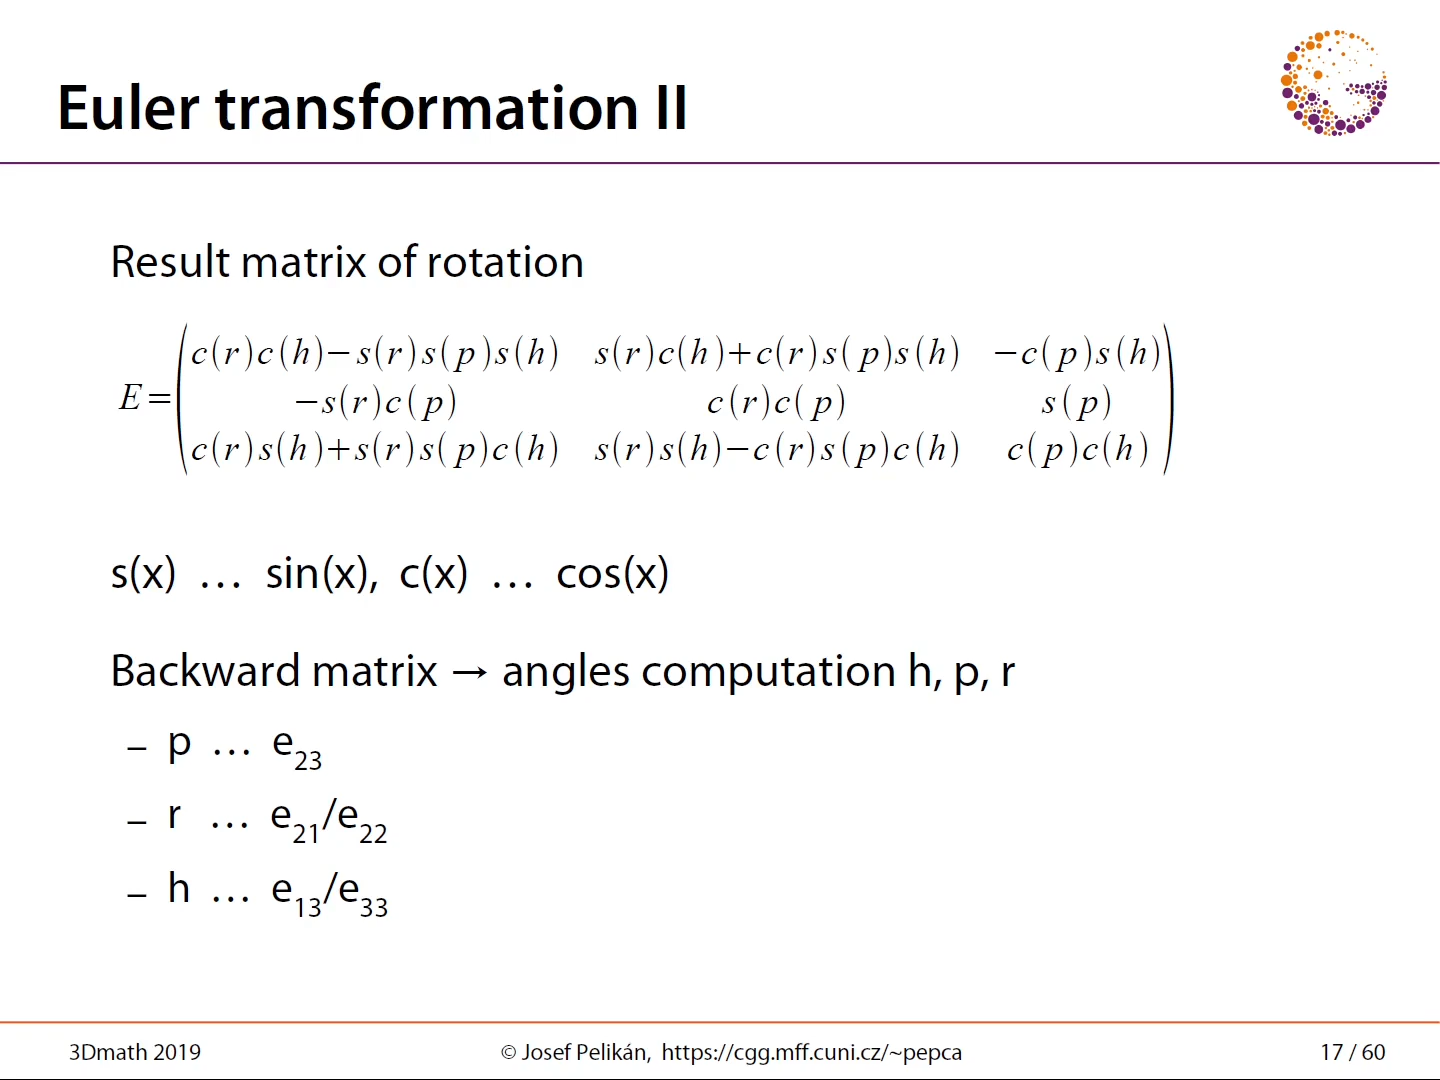 Euler transformation II
Result matrix of rotation
E=
c(r)c(h)−s(r)s(p)s(h) s(r)c(h)+c(r)s(p)s(h) −c(p)s(h)
−s(r)c(p) c(r)c(p) s(p)
c(r)s(h)+s(r)s(p)c(h) s(r)s(h)−c(r)s(p)c(h) c(p)c(h)
s(x) … sin(x), c(x) … cos(x)
Backward matrix → angles computation h, p, r
– p … e23
– r … e21/e22
– h … e13/e33
3Dmath 2019 © Josef Pelikán, https://cgg.mff.cuni.cz/~pepca 17 / 60